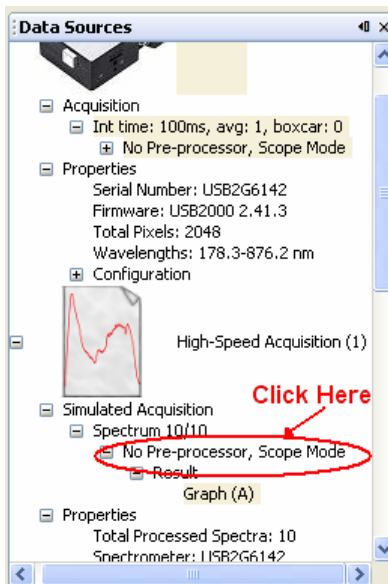 Data Sources
Acquisition
Int time: 100ms, avg: 1, boxcar: 0
No Pre-processor, Scope Mode
Properties
Serial Number: USB2G6142
Firmware: USB2000 2.41.3
Total Pixels: 2048
Wavelengths: 178.3-876.2 nm
Configuration
High-Speed Acquisition (1)
Click Here
Simulated Acquisition
Spectrum 10/10
No Pre-processor, Scope Mode
Result
Graph (A)
Properties
Total Processed Spectra: 10
Spectrometer: USB2G6142